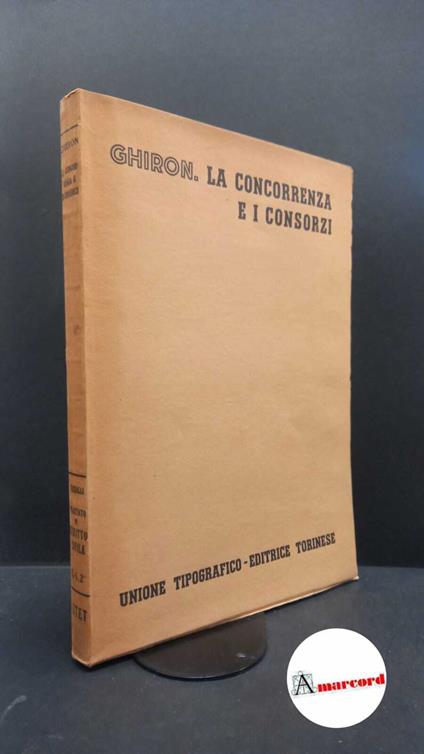 GHIRON. LA CONCORRENZA
E I CONSORZI
UNIONE TIPOGRAFICO-EDITRICE TORINESE
Amarcord